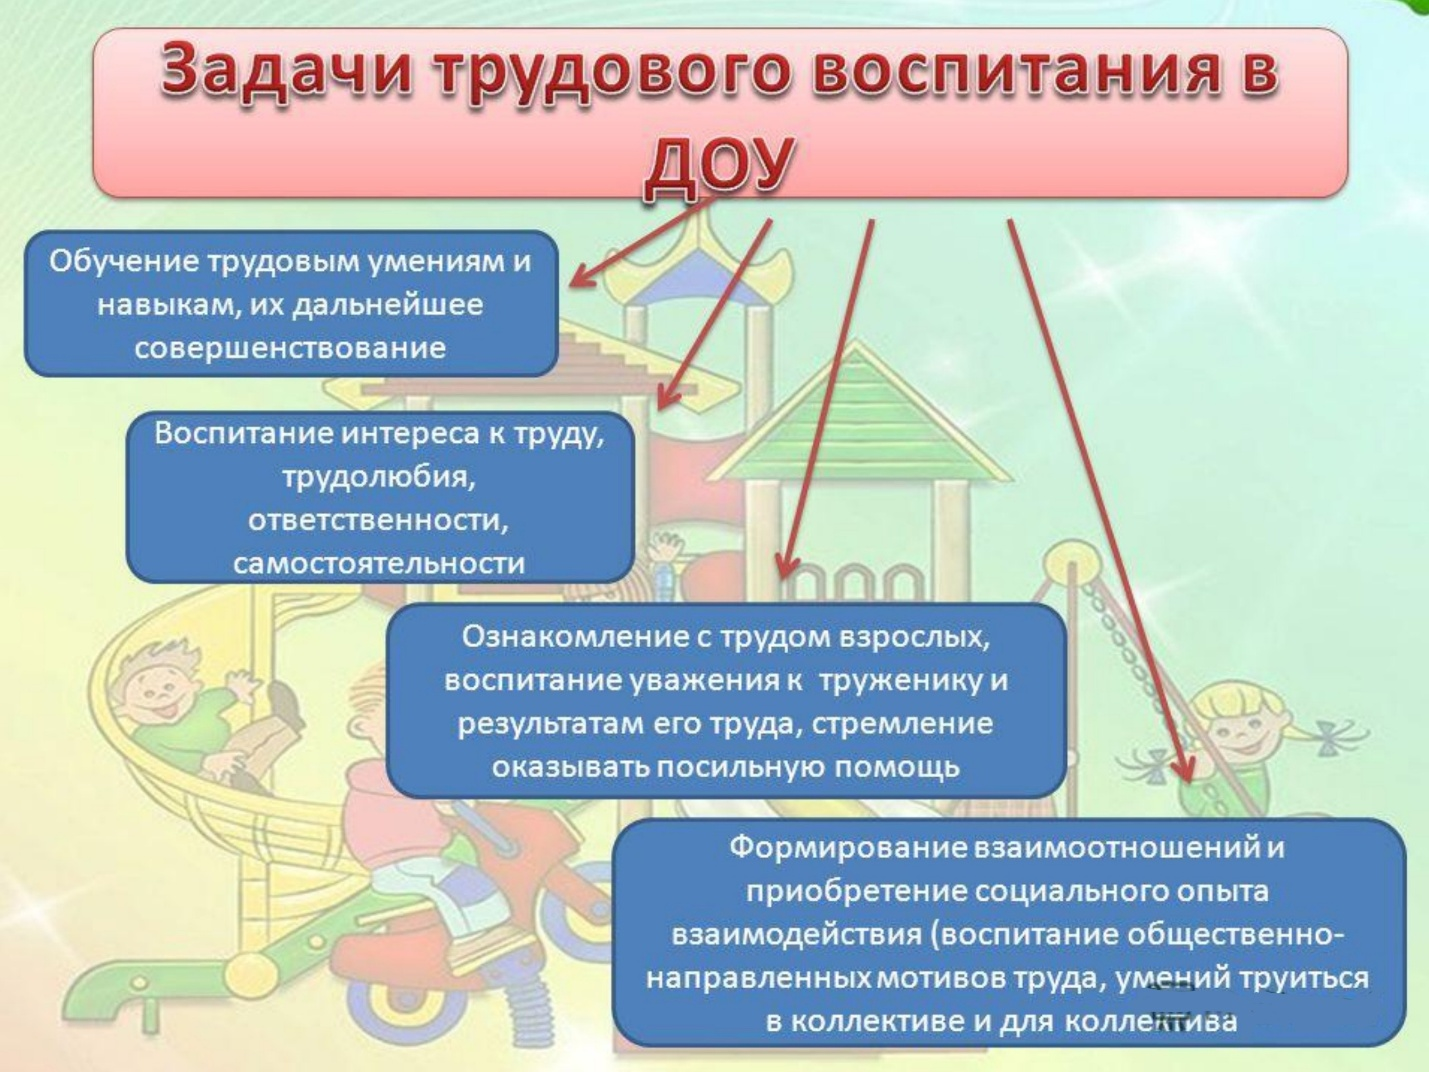 Задачи трудового воспитания в
ДОУ
Обучение трудовым умениям и
навыкам, их дальнейшее
совершенствование
Воспитание интереса к труду,
трудолюбия,
ответственности,
самостоятельности
Ознакомление с трудом взрослых,
воспитание уважения к труженику и
результатам его труда, стремление
оказывать посильную помощь
Формирование взаимоотношений и
приобретение социального опыта
взаимодействия (воспитание общественно-
направленных мотивов труда, умений труиться
в коллективе и для коллектива